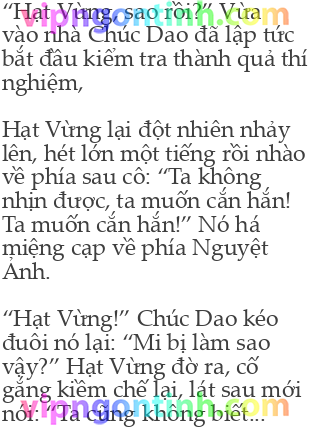 “Hạt Vừng, sao rồi?” Vừa
vào nhà Chúc Dao đã lập tức
bắt đầu kiểm tra thành quả thí
nghiệm,
Hạt Vừng lại đột nhiên nhảy
lên, hét lớn một tiếng rồi nhào
về phía sau cô: “Ta không
nhịn được, ta muốn cắn hắn!
Ta muốn cắn hắn!” Nó há
miệng cạp về phía Nguyệt
Ảnh.
“Hạt Vừng!” Chúc Dao kéo
đuôi nó lại: “Mi bị làm sao
vậy?” Hạt Vừng đờ ra, cố
gắng kiềm chế lại, lát sau mới
nói: “Ta cũng không biết...
vipngontinh.com
vipngontinh.com